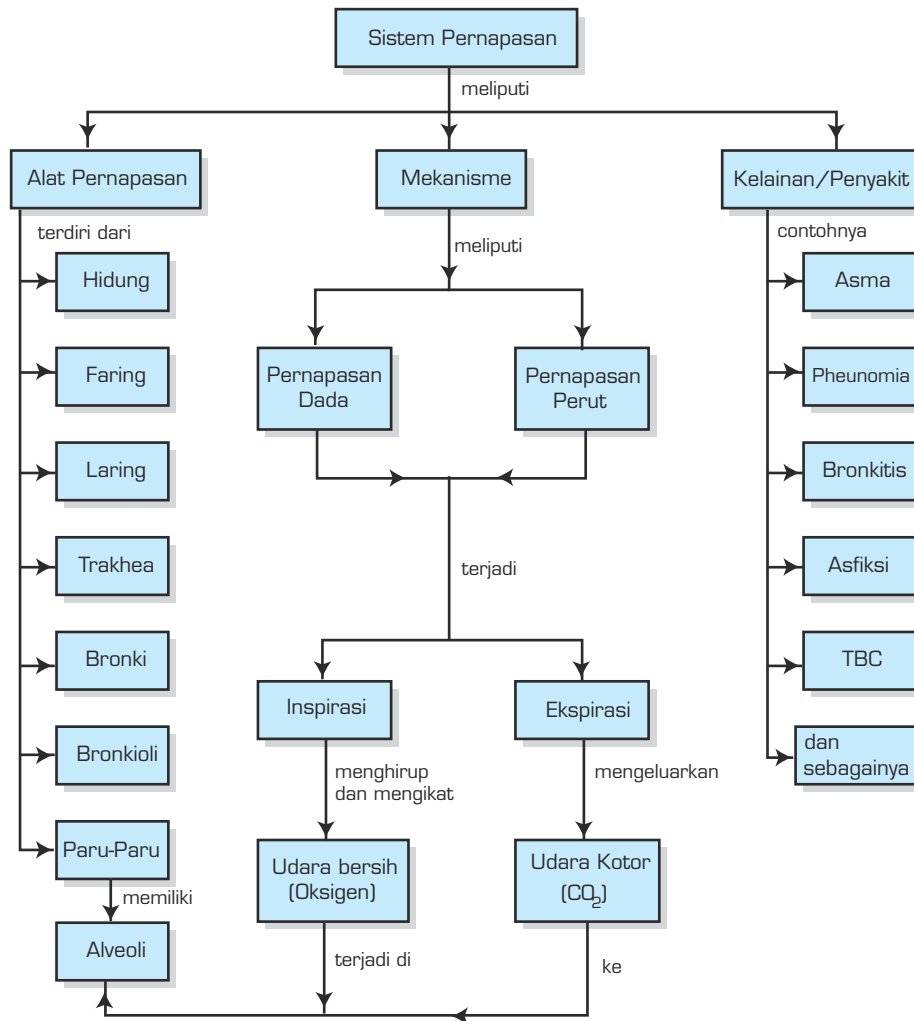 Sistem Pernapasan
meliputi
Alat Pernapasan
Mekanisme
Kelainan/Penyakit
terdiri dari
meliputi
contohnya
Hidung
Faring
Laring
Trakhea
Bronki
Bronkioli
Paru-Paru
memiliki
Alveoli
Pernapasan
Dada
Pernapasan
Perut
terjadi
Inspirasi
Ekspirasi
menghirup
dan mengikat
mengeluarkan
Udara bersih
(Oksigen)
Udara Kotor
(CO₂)
terjadi di
ke
Asma
Pheunomia
Bronkitis
Asfiksi
TBC
dan
sebagainya